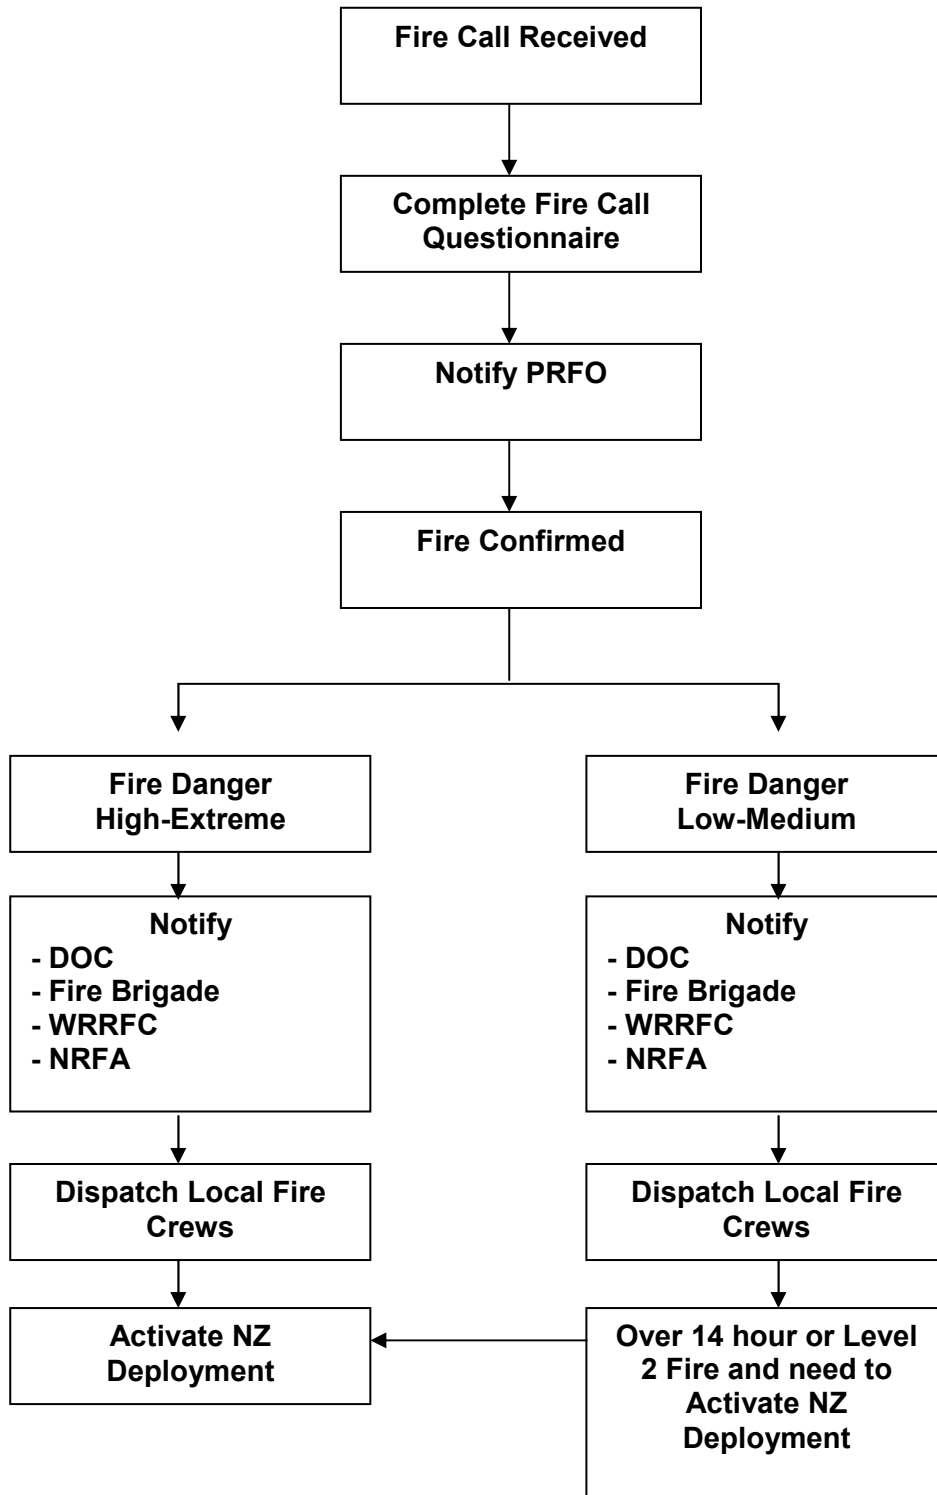 Fire Call Received
Complete Fire Call
Questionnaire
Notify PRFO
Fire Confirmed
Fire Danger
High-Extreme
Fire Danger
Low-Medium
Notify
- DOC
- Fire Brigade
- WRRFC
- NRFA
Notify
- DOC
- Fire Brigade
- WRRFC
- NRFA
Dispatch Local Fire
Crews
Dispatch Local Fire
Crews
Activate NZ
Deployment
Over 14 hour or Level
2 Fire and need to
Activate NZ
Deployment